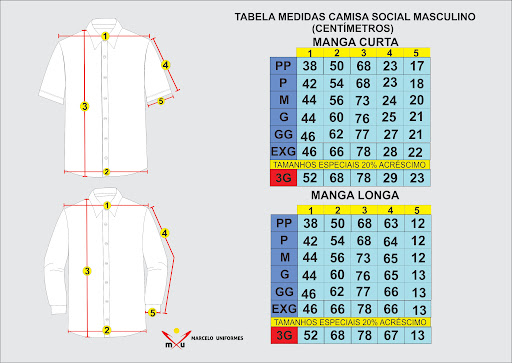 TABELA MEDIDAS CAMISA SOCIAL MASCULINO
(CENTÍMETROS)
MANGA CURTA
1 2 3 4 5
PP 38 50 68 23 17
P 42 54 68 23 18
M 44 56 73 24 20
G 44 60 74 25 21
GG 46 62 77 27 21
EXG 46 66 78 28 22
TAMANHOS ESPECIAIS 20% ACRÉSCIMO
3G 52 68 78 29 23
MANGA LONGA
1 2 3 4 5
PP 38 50 68 63 12
P 42 54 68 64 12
M 44 56 73 65 12
G 44 60 76 65 13
GG 46 66 77 66 13
EXG 46 66 78 66 13
TAMANHOS ESPECIAIS 20% ACRÉSCIMO
3G 52 68 85 67 13
1
4
3
5
2
1
4
3
5
2
mXu MARCELO UNIFORMES